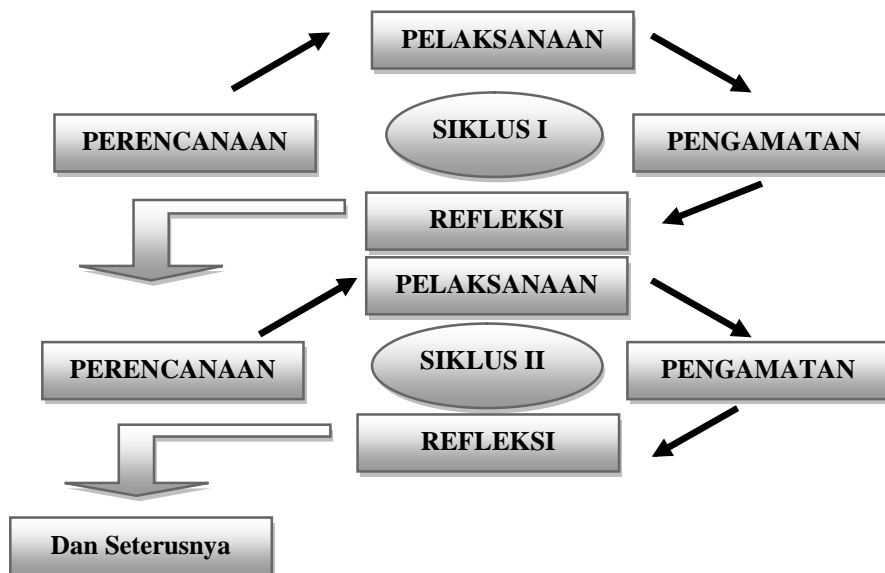 PELAKSANAAN
PERENCANAAN
SIKLUS I
PENGAMATAN
REFLEKSI
PELAKSANAAN
PERENCANAAN
SIKLUS II
PENGAMATAN
REFLEKSI
Dan Seterusnya